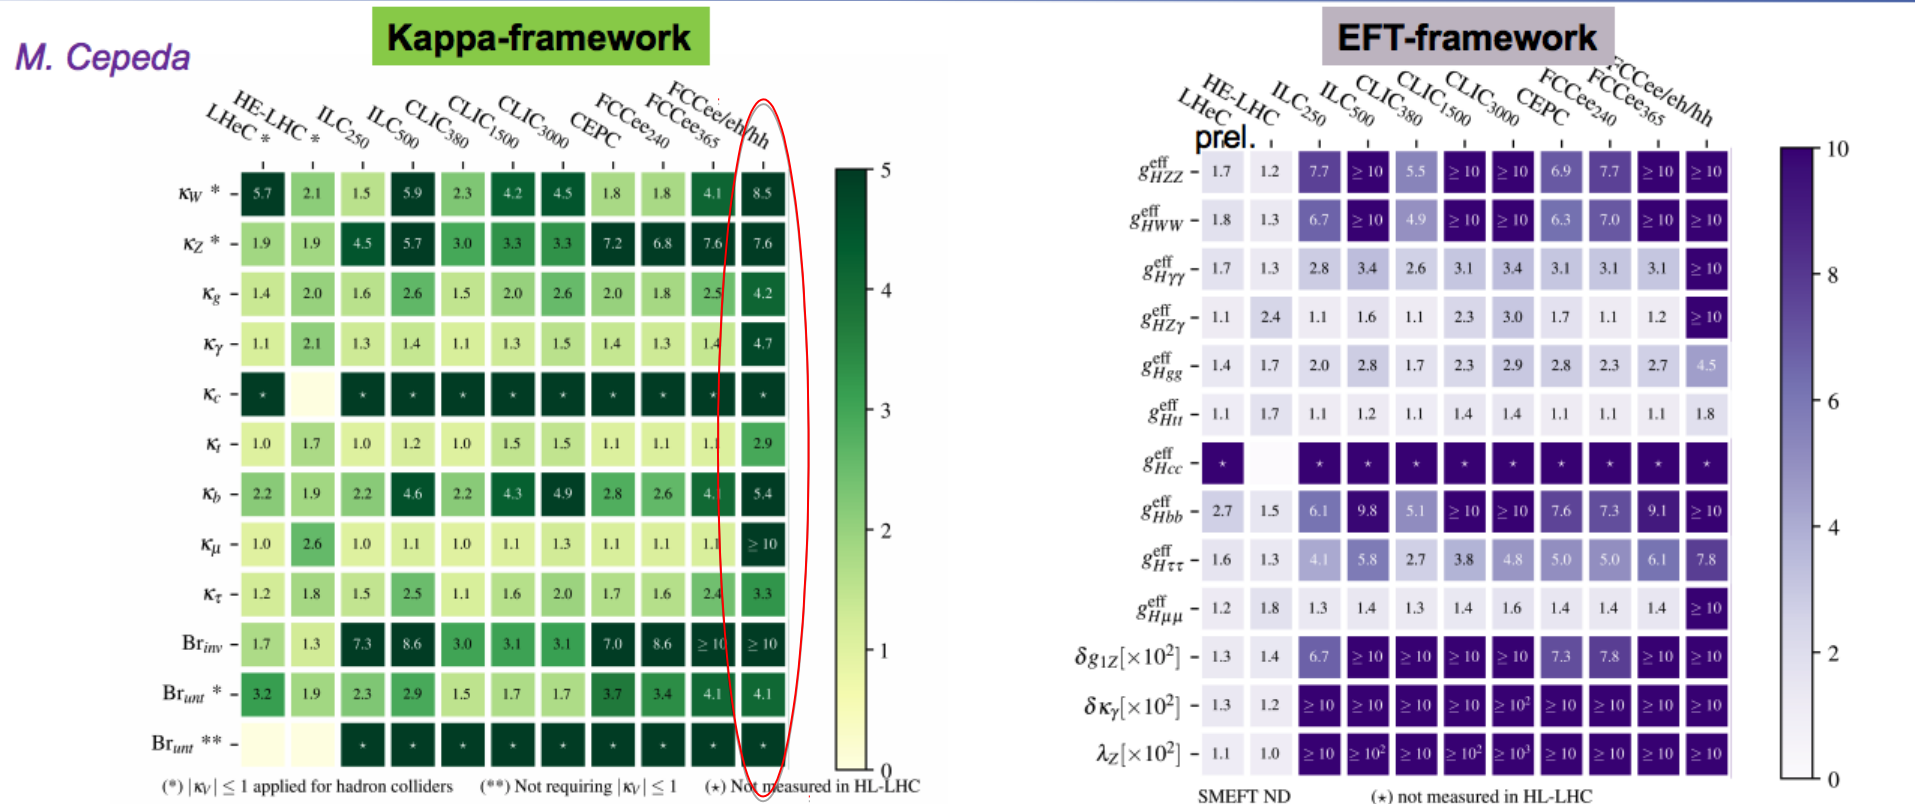 M. Cepeda
Kappa-framework
LHeC * HE-LHC * ILC250 ILC500 CLIC380 CLIC1500 CLIC3000 CEPC FCCee240 FCCee365 FCCee/eh/hh
κW * 5.7 2.1 1.5 5.9 2.3 4.2 4.5 1.8 1.8 4.1 8.5
κZ * 1.9 1.9 4.5 5.7 3.0 3.3 3.3 7.2 6.8 7.6 7.6
κg 1.4 2.0 1.6 2.6 1.5 2.0 2.6 2.0 1.8 2.5 4.2
κγ 1.1 2.1 1.3 1.4 1.1 1.3 1.5 1.4 1.3 1.4 4.7
κc * * * * * * * * * *
κt 1.0 1.7 1.0 1.2 1.0 1.5 1.5 1.1 1.1 1.1 2.9
κb 2.2 1.9 2.2 4.6 2.2 4.3 4.9 2.8 2.6 4.1 5.4
κμ 1.0 2.6 1.0 1.1 1.0 1.1 1.3 1.1 1.1 1.1 ≥ 10
κτ 1.2 1.8 1.5 2.5 1.1 1.6 2.0 1.7 1.6 2.4 3.3
Brinv 1.7 1.3 7.3 8.6 3.0 3.1 3.1 7.0 8.6 ≥ 10 ≥ 10
Brunt * 3.2 1.9 2.3 2.9 1.5 1.7 1.7 3.7 3.4 4.1 4.1
Brunt ** * * * * * * * * *
5
4
3
2
1
0
(*) |κV| ≤ 1 applied for hadron colliders (**) Not requiring |κV| ≤ 1 (⋆) Not measured in HL-LHC
EFT-framework
LHeC HE-LHC ILC250 ILC500 CLIC380 CLIC1500 CLIC3000 CEPC FCCee240 FCCee365 FCCee/eh/hh
prel.
g^eff_HZZ 1.7 1.2 7.7 ≥ 10 5.5 ≥ 10 ≥ 10 6.9 7.7 ≥ 10 ≥ 10
g^eff_HWW 1.8 1.3 6.7 ≥ 10 4.9 ≥ 10 ≥ 10 6.3 7.0 ≥ 10 ≥ 10
g^eff_Hγγ 1.7 1.3 2.8 3.4 2.6 3.1 3.4 3.1 3.1 3.1 ≥ 10
g^eff_HZγ 1.1 2.4 1.1 1.6 1.1 2.3 3.0 1.7 1.1 1.2 ≥ 10
g^eff_Hgg 1.4 1.7 2.0 2.8 1.7 2.3 2.9 2.8 2.3 2.7 4.5
g^eff_Htt 1.1 1.7 1.1 1.2 1.1 1.4 1.4 1.1 1.1 1.1 1.8
g^eff_Hcc * * * * * * * * * *
g^eff_Hbb 2.7 1.5 6.1 9.8 5.1 ≥ 10 ≥ 10 7.6 7.3 9.1 ≥ 10
g^eff_Hττ 1.6 1.3 4.1 5.8 2.7 3.8 4.8 5.0 5.0 6.1 7.8
g^eff_Hμμ 1.2 1.8 1.3 1.4 1.3 1.4 1.6 1.4 1.4 1.4 ≥ 10
δg1Z[×10²] 1.3 1.4 6.7 ≥ 10 ≥ 10 ≥ 10 ≥ 10 7.3 7.8 ≥ 10 ≥ 10
δκγ[×10²] 1.3 1.2 ≥ 10 ≥ 10 ≥ 10 ≥ 10 ≥ 10² ≥ 10 ≥ 10 ≥ 10 ≥ 10
λZ[×10²] 1.1 1.0 ≥ 10 ≥ 10² ≥ 10 ≥ 10² ≥ 10³ ≥ 10 ≥ 10 ≥ 10 ≥ 10
10
8
6
4
2
0
SMEFT ND (⋆) not measured in HL-LHC